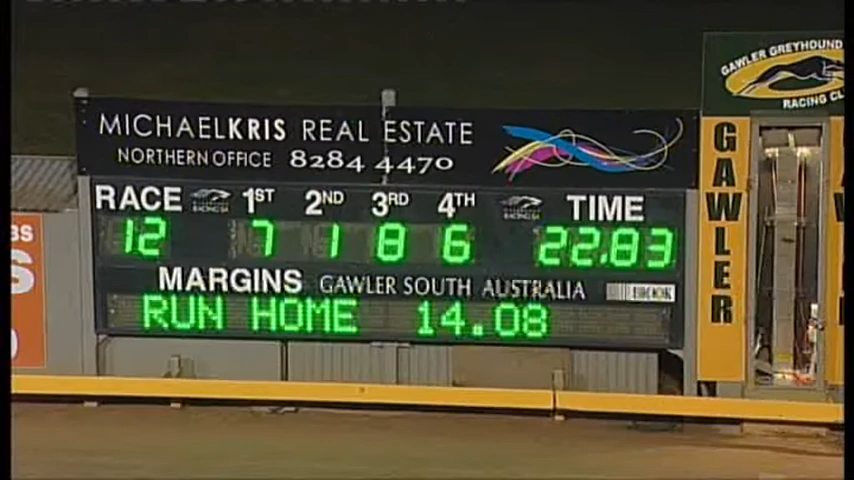 GAWLER GREYHOUND
RACING CL
MICHAELKRIS REAL ESTATE
NORTHERN OFFICE 8284 4470
RACE 1ST 2ND 3RD 4TH TIME
12 7 1 8 6 22.83
MARGINS GAWLER SOUTH AUSTRALIA
RUN HOME 14.08
GAWLER